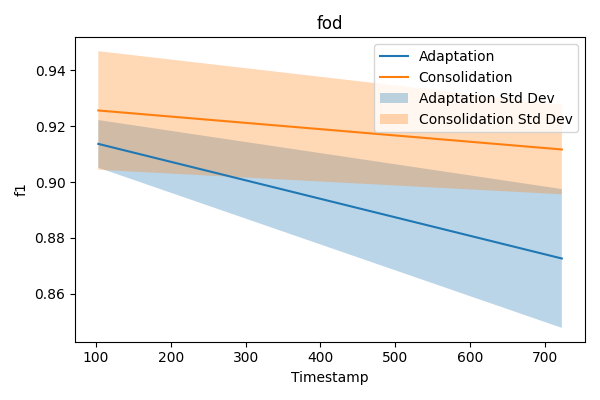 fod
Adaptation
Consolidation
Adaptation Std Dev
Consolidation Std Dev
0.94
0.92
0.90
0.88
0.86
f1
100 200 300 400 500 600 700
Timestamp